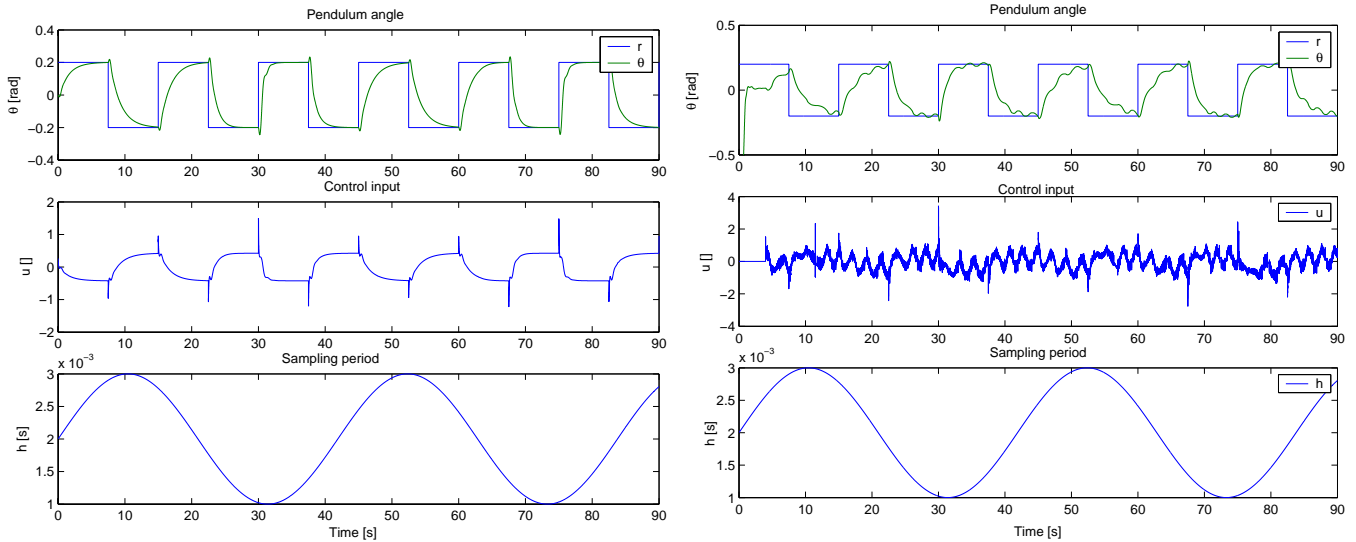 Pendulum angle
0.4
0.2
0
−0.2
−0.4
θ [rad]
r
θ
0 10 20 30 40 50 60 70 80 90
Control input
2
1
0
−1
−2
u []
0 10 20 30 40 50 60 70 80 90
Sampling period
x 10−3
3
2.5
2
1.5
1
h [s]
0 10 20 30 40 50 60 70 80 90
Time [s]
Pendulum angle
0.5
0
−0.5
θ [rad]
r
θ
0 10 20 30 40 50 60 70 80 90
Control input
4
2
0
−2
−4
u []
u
0 10 20 30 40 50 60 70 80 90
Sampling period
x 10−3
3
2.5
2
1.5
1
h [s]
h
0 10 20 30 40 50 60 70 80 90
Time [s]